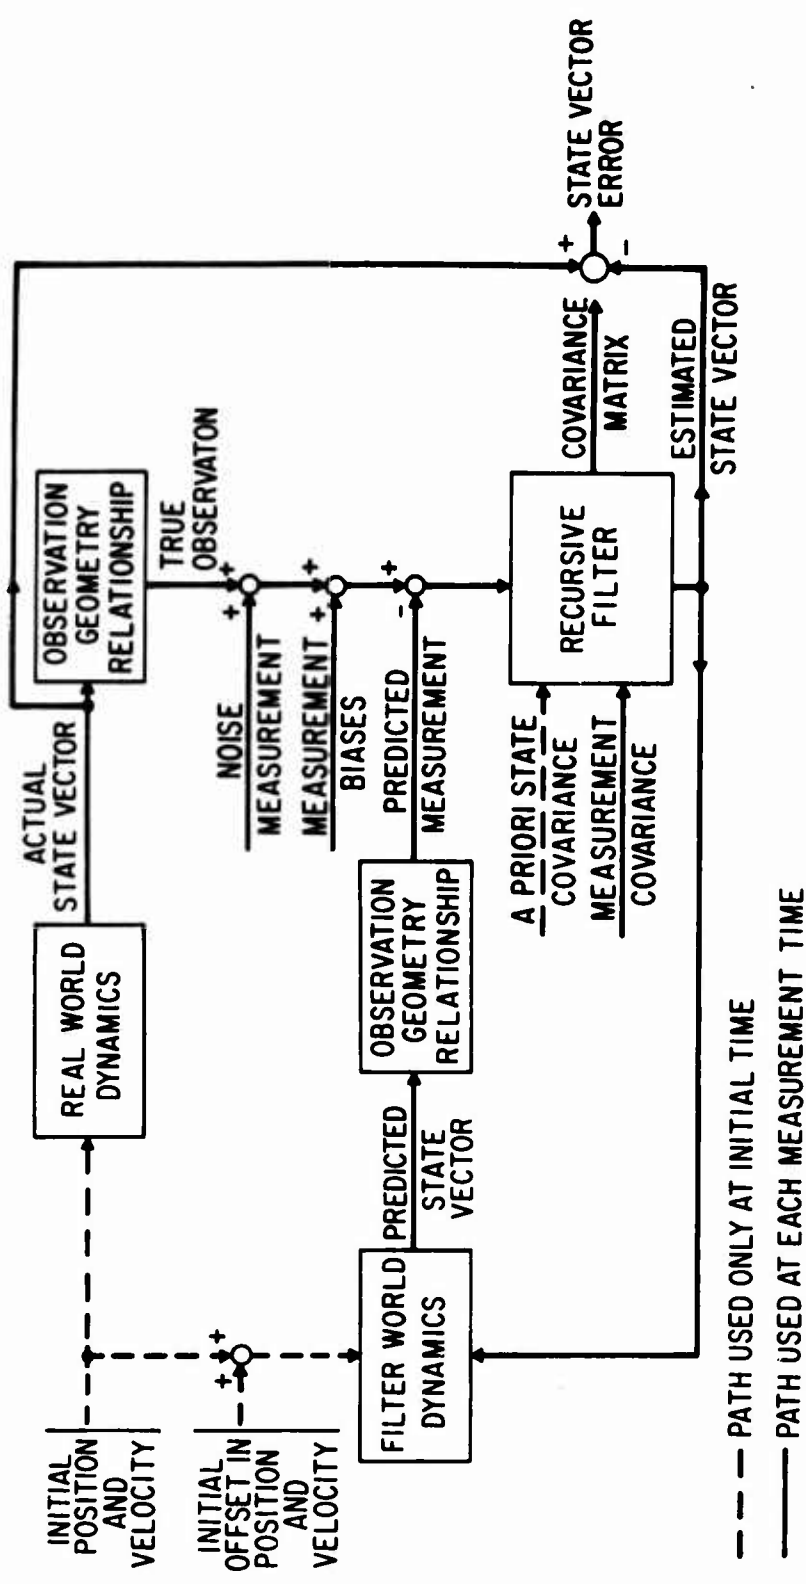 INITIAL
POSITION
AND
VELOCITY
REAL WORLD
DYNAMICS
ACTUAL
STATE VECTOR
OBSERVATION
GEOMETRY
RELATIONSHIP
TRUE
OBSERVATON
INITIAL
OFFSET IN
POSITION
AND
VELOCITY
+
+
NOISE
MEASUREMENT
+
+
MEASUREMENT
BIASES
+
+
FILTER WORLD
DYNAMICS
PREDICTED
STATE
VECTOR
OBSERVATION
GEOMETRY
RELATIONSHIP
PREDICTED
MEASUREMENT
-
+
A PRIORI STATE
COVARIANCE
MEASUREMENT
COVARIANCE
RECURSIVE
FILTER
COVARIANCE
MATRIX
+
-
STATE VECTOR
ERROR
ESTIMATED
STATE VECTOR
PATH USED ONLY AT INITIAL TIME
PATH USED AT EACH MEASUREMENT TIME